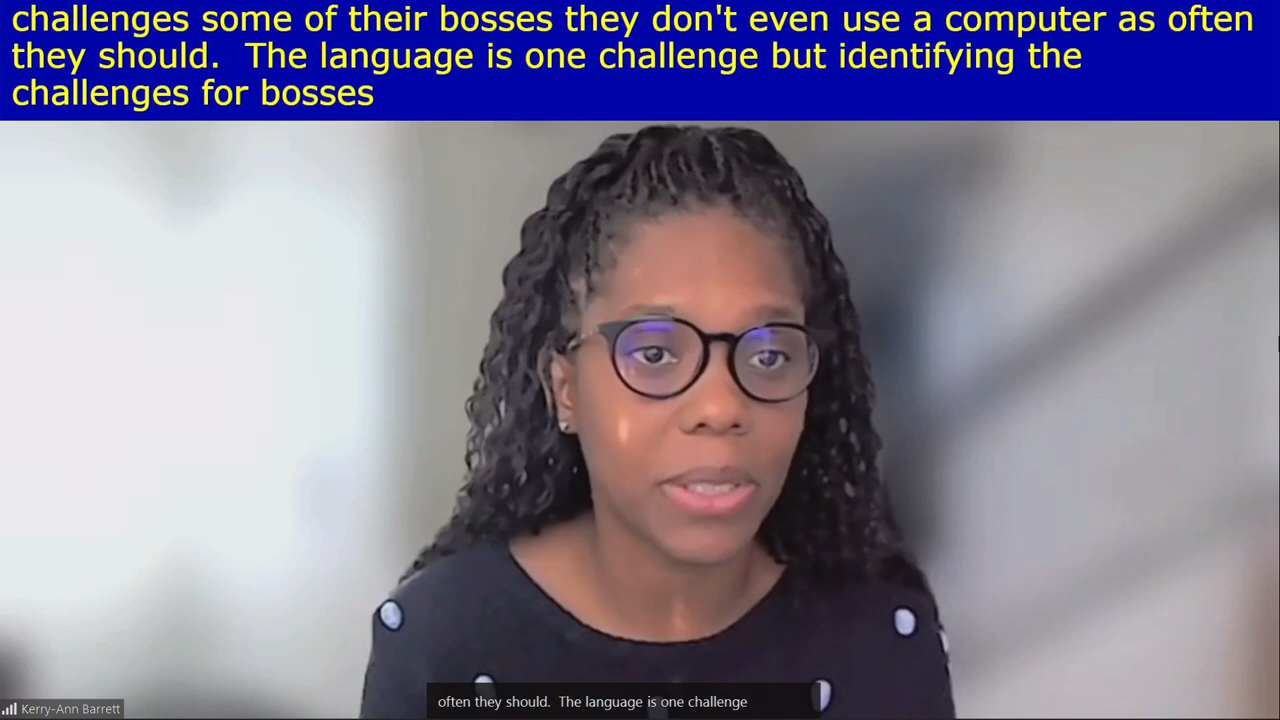 challenges some of their bosses they don't even use a computer as often
they should.  The language is one challenge but identifying the
challenges for bosses
often they should.  The language is one challenge
Kerry-Ann Barrett